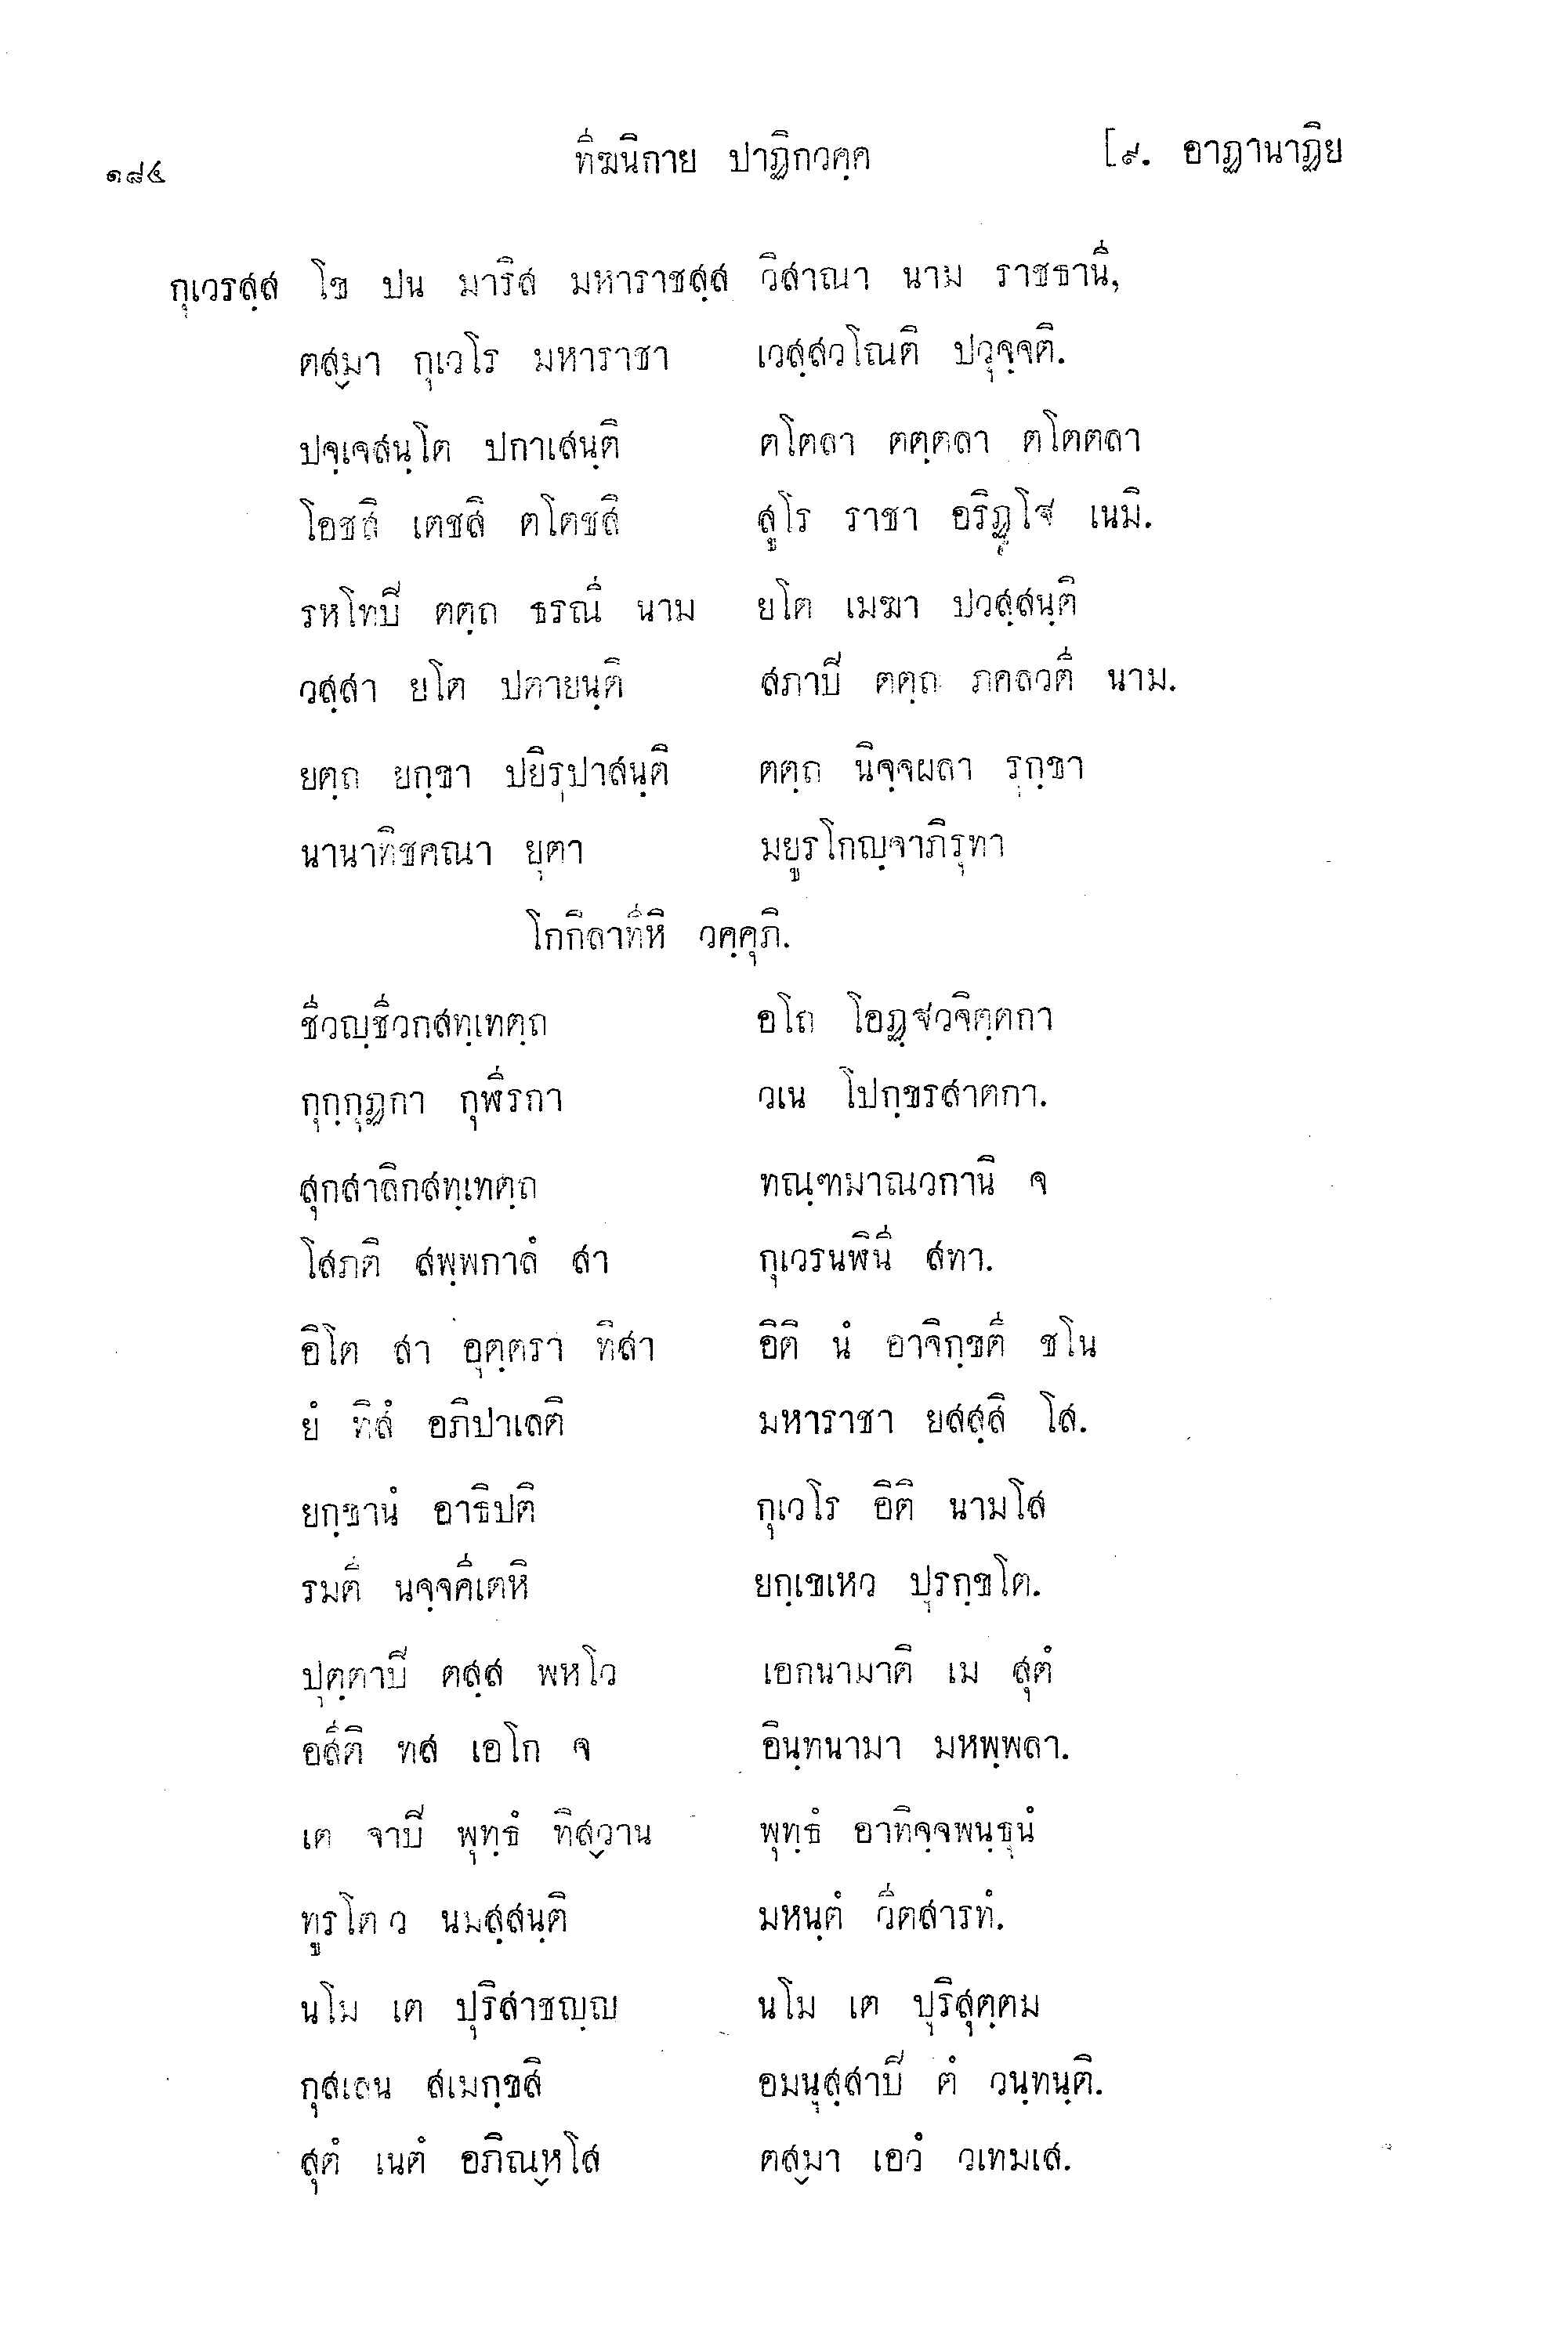 ๑๘๔ ทีฆนิกาย ปาฏิกวคฺค [๙. อาฏานาฏิย
กุเวรสฺส โข ปน มาริส มหาราชสฺส วิสาณา นาม ราชธานี,
ตสฺมา กุเวโร มหาราชา เวสฺสวโณติ ปวุจฺจติ.
ปจฺเจสนฺโต ปกาเสนฺติ ตโตลา ตตฺตลา ตโตตลา
โอชสิ เตชสิ ตโตชสิ สูโร ราชา อริฏฺโฐ เนมิ.
รหโทปิ ตตฺถ ธรณี นาม ยโต เมฆา ปวสฺสนฺติ
วสฺสา ยโต ปตายนฺติ สภาปิ ตตฺถ ภคลวตี นาม.
ยตฺถ ยกฺขา ปยิรุปาสนฺติ ตตฺถ นิจฺจผลา รุกฺขา
นานาทิชคณา ยุตา มยูรโกญฺจาภิรุทา
โกกิลาทีหิ วคฺคุภิ.
ชีวญฺชีวกสทฺเทตฺถ อโถ โอฏฺฐวจิตฺตกา
กุกฺกุฏกา กุฬีรกา วเน โปกฺขรสาตกา.
สุกสาลิกสทฺเทตฺถ ทณฺฑมาณวกานิ จ
โสภติ สพฺพกาลํ สา กุเวรนฬินี สทา.
อิโต สา อุตฺตรา ทิสา อิติ นํ อาจิกฺขตี ชโน
ยํ ทิสํ อภิปาเลติ มหาราชา ยสสฺสิ โส.
ยกฺขานํ อาธิปติ กุเวโร อิติ นามโส
รมตี นจฺจคีเตหิ ยกฺเขเหว ปุรกฺขโต.
ปุตฺตาปิ ตสฺส พหโว เอกนามาติ เม สุตํ
อสีติ ทส เอโก จ อินฺทนามา มหพฺพลา.
เต จาปิ พุทฺธํ ทิสฺวาน พุทฺธํ อาทิจฺจพนฺธุนํ
ทูรโต ว นมสฺสนฺติ มหนฺตํ วีตสารทํ.
นโม เต ปุริสาชญฺญ นโม เต ปุริสุตฺตม
กุสเลน สเมกฺขสิ อมนุสฺสาปิ ตํ วนฺทนฺติ.
สุตํ เนตํ อภิณฺหโส ตสฺมา เอวํ วเทมเส.